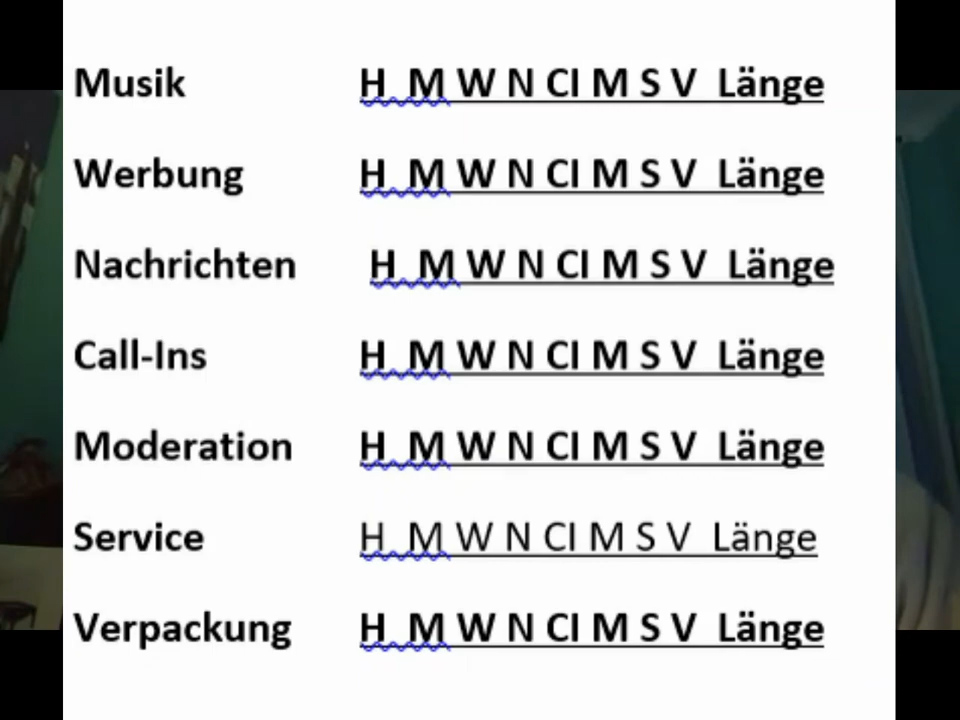 Musik H M W N CI M S V Länge
Werbung H M W N CI M S V Länge
Nachrichten H M W N CI M S V Länge
Call-Ins H M W N CI M S V Länge
Moderation H M W N CI M S V Länge
Service H M W N CI M S V Länge
Verpackung H M W N CI M S V Länge